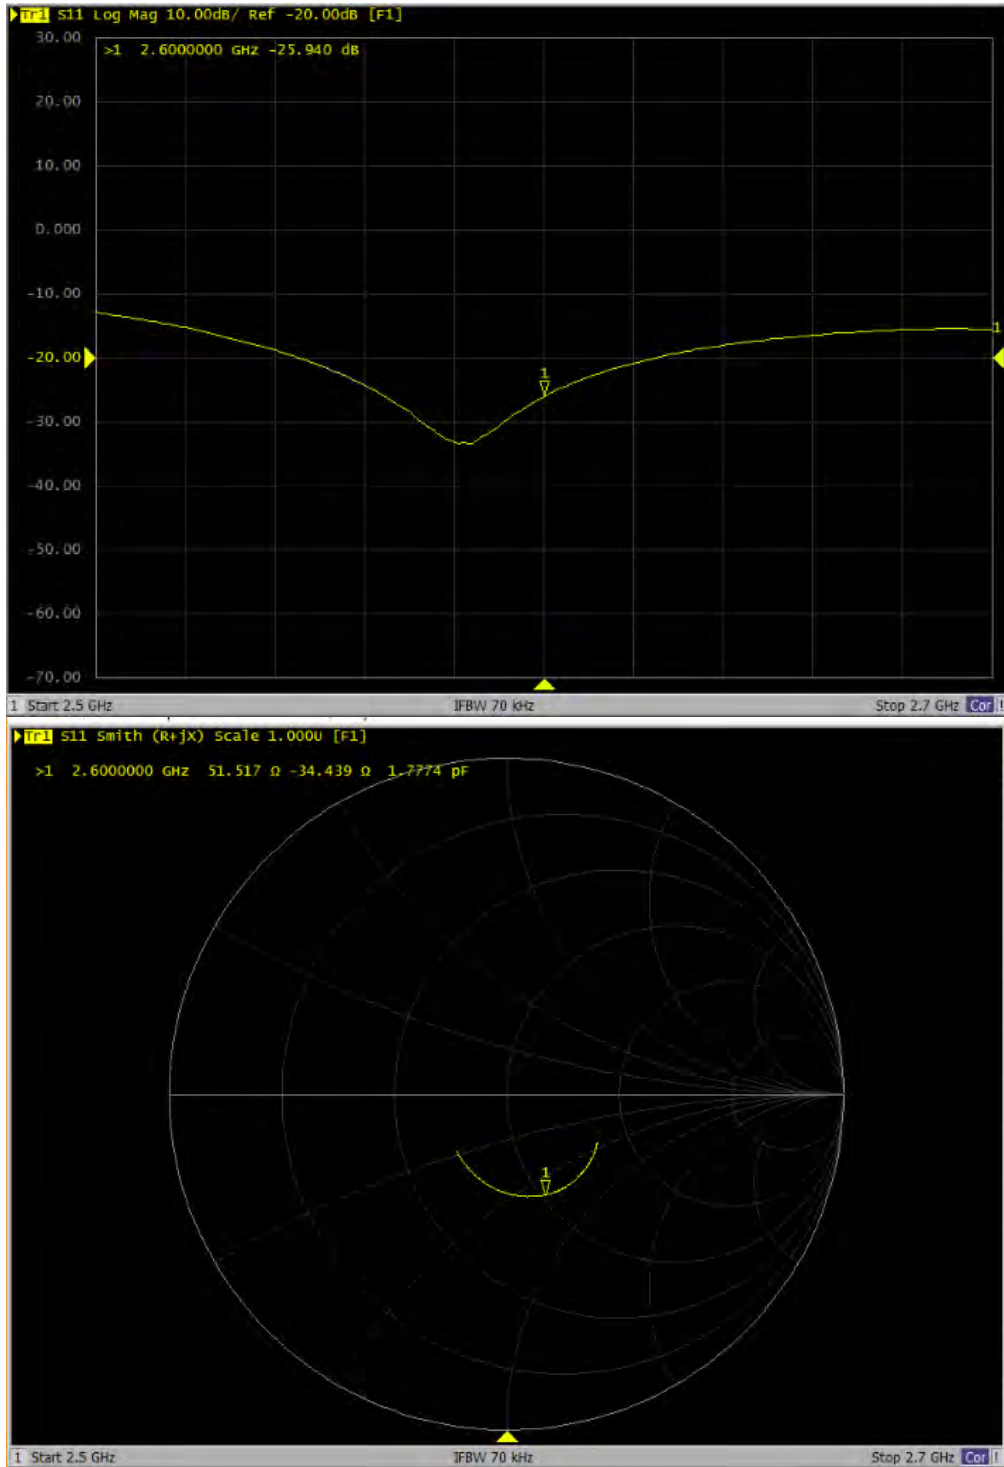 Tr1 S11 Log Mag 10.00dB/ Ref -20.00dB [F1]
30.00
>1 2.6000000 GHz -25.940 dB
20.00
10.00
0.000
-10.00
1
-20.00
1
-30.00
-40.00
-50.00
-60.00
-70.00
1 Start 2.5 GHz IFBW 70 kHz Stop 2.7 GHz Cor !
Tr1 S11 Smith (R+jX) Scale 1.000U [F1]
>1 2.6000000 GHz 51.517 Ω -34.439 Ω 1.7774 pF
1
1 Start 2.5 GHz IFBW 70 kHz Stop 2.7 GHz Cor !